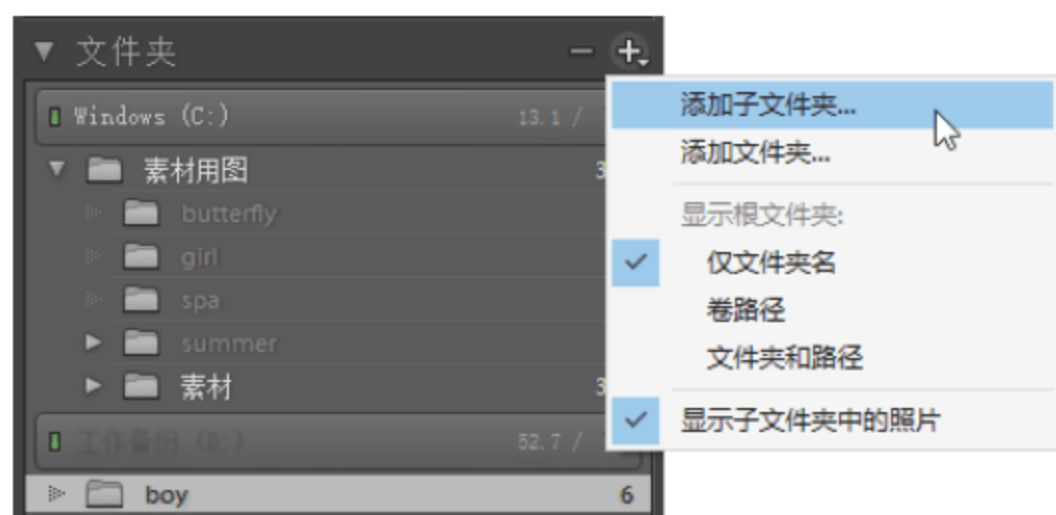 文件夹
Windows (C:) 13.1 /
添加子文件夹...
添加文件夹...
素材用图 3
显示根文件夹:
butterfly
girl
仅文件夹名
spa
卷路径
summer
文件夹和路径
素材 3
工作备份 (D:) 52.7 /
显示子文件夹中的照片
boy 6